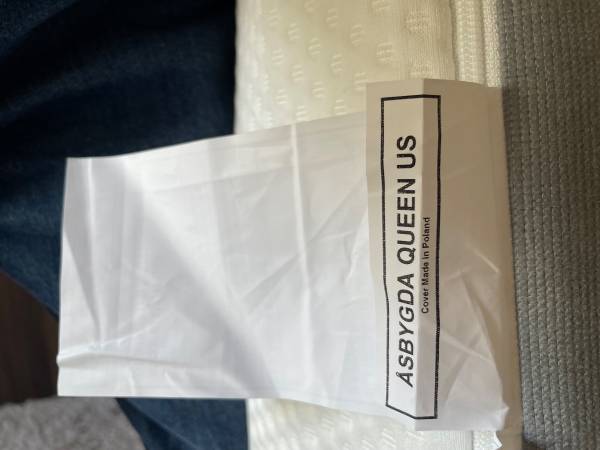 ÅSBYGDA QUEEN US
Cover Made in Poland